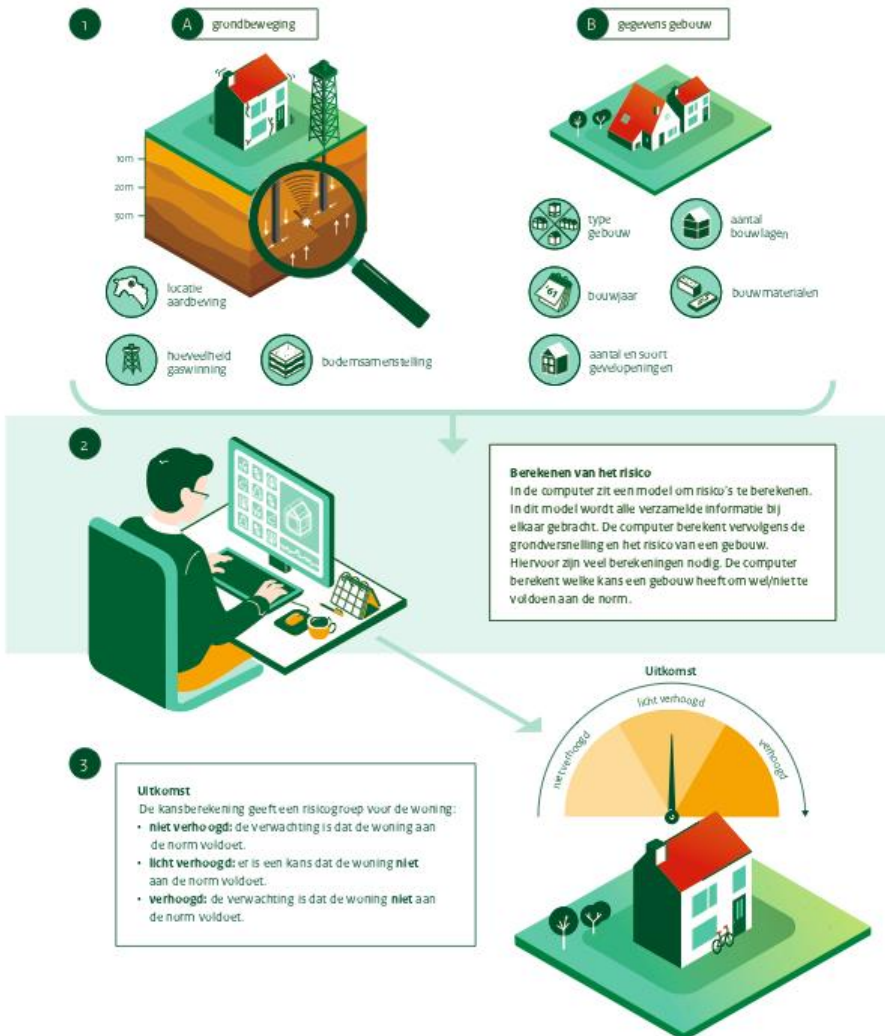 1
A grondbeweging
B gegevens gebouw
10m
20m
30m
locatie
aardbeving
hoeveelheid
gaswinning
bodemsamenstelling
type
gebouw
aantal
bouwlagen
'61
bouwjaar
bouwmaterialen
aantal en soort
gevelopeningen
2
Berekenen van het risico
In de computer zit een model om risico's te berekenen.
In dit model wordt alle verzamelde informatie bij
elkaar gebracht. De computer berekent vervolgens de
grondversnelling en het risico van een gebouw.
Hiervoor zijn veel berekeningen nodig. De computer
berekent welke kans een gebouw heeft om wel/niet te
voldoen aan de norm.
Uitkomst
niet verhoogd
licht verhoogd
verhoogd
3
Uitkomst
De kansberekening geeft een risicogroep voor de woning:
• niet verhoogd: de verwachting is dat de woning aan
de norm voldoet.
• licht verhoogd: er is een kans dat de woning niet
aan de norm voldoet.
• verhoogd: de verwachting is dat de woning niet aan
de norm voldoet.